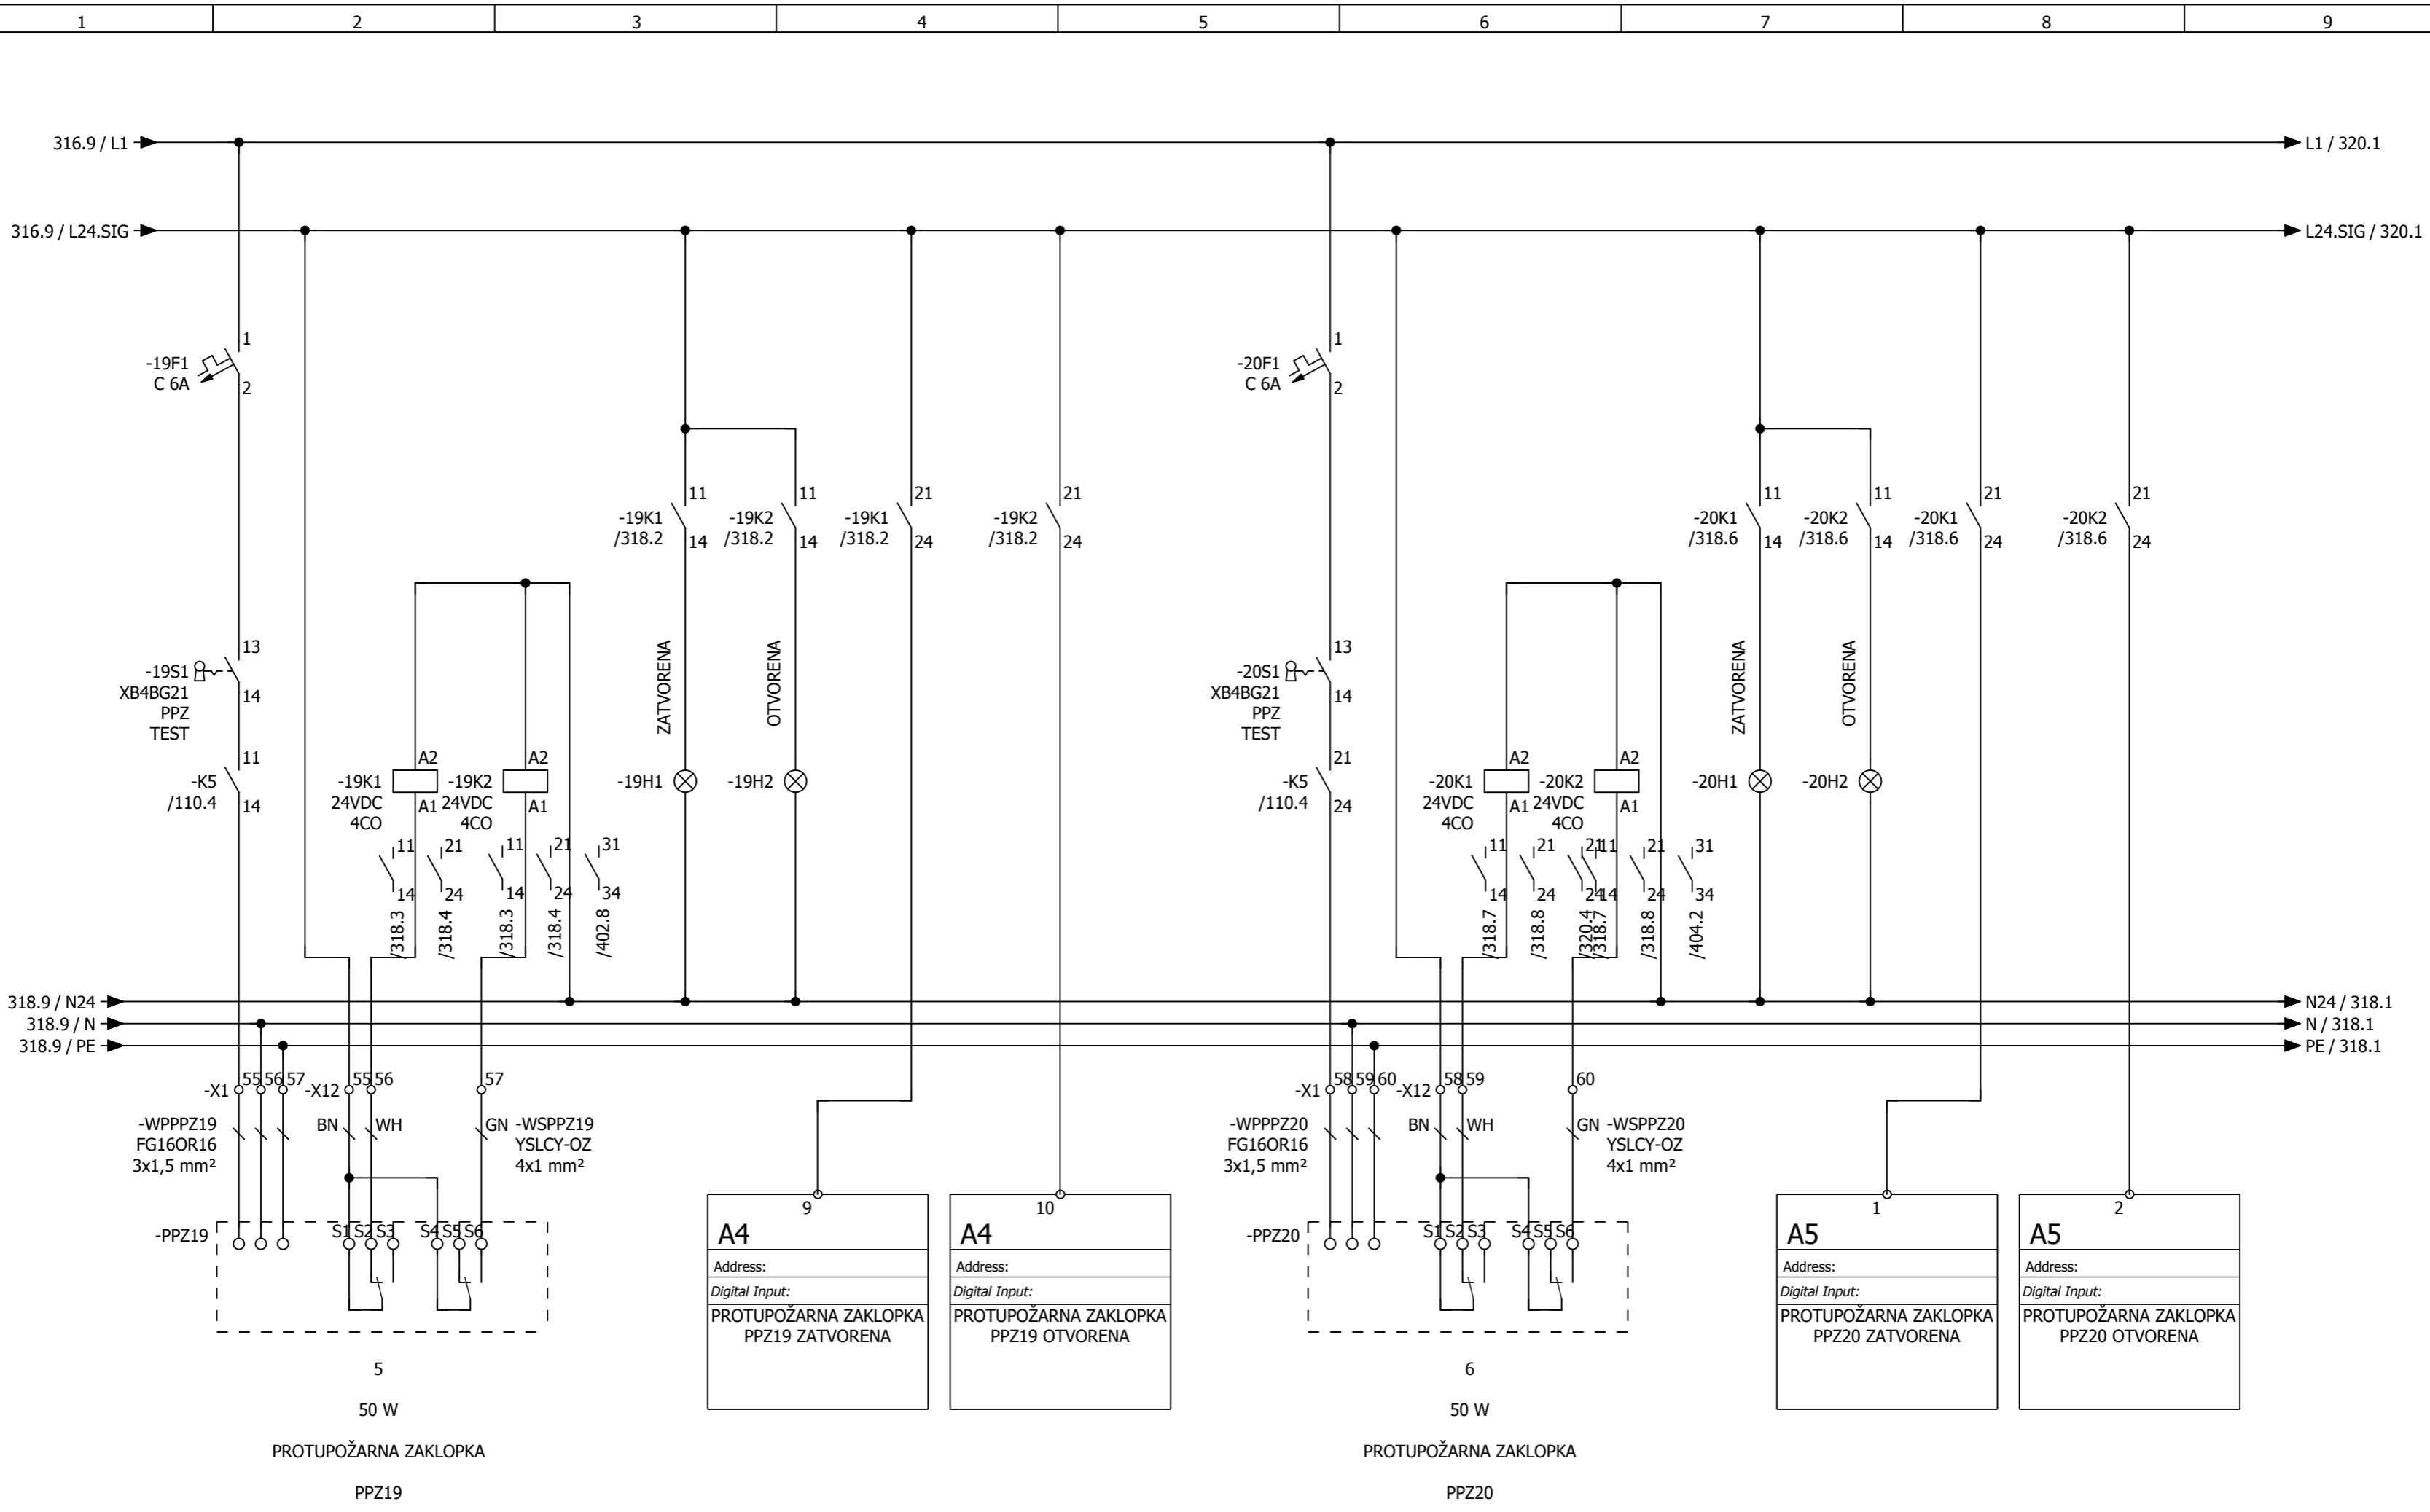 1 2 3 4 5 6 7 8 9
316.9 / L1
L1 / 320.1
316.9 / L24.SIG
L24.SIG / 320.1
1
-19F1
C 6A
2
1
-20F1
C 6A
2
11
-19K1
/318.2
14
11
-19K2
/318.2
14
21
-19K1
/318.2
24
21
-19K2
/318.2
24
11
-20K1
/318.6
14
11
-20K2
/318.6
14
21
-20K1
/318.6
24
21
-20K2
/318.6
24
13
-19S1
XB4BG21
14
PPZ
TEST
11
-K5
/110.4
14
A2
-19K1
24VDC
A1
4CO
A2
-19K2
24VDC
A1
4CO
ZATVORENA
OTVORENA
-19H1
-19H2
13
-20S1
XB4BG21
14
PPZ
TEST
21
-K5
/110.4
24
A2
-20K1
24VDC
A1
4CO
A2
-20K2
24VDC
A1
4CO
ZATVORENA
OTVORENA
-20H1
-20H2
11 21 11 21 31
14 24 14 24 34
/318.3 /318.4 /318.3 /318.4 /402.8
11 21 21 11 21 31
14 24 24 14 24 34
/318.7 /318.8 /320.4 /318.7 /318.8 /404.2
318.9 / N24
N24 / 318.1
318.9 / N
N / 318.1
318.9 / PE
PE / 318.1
-X1 55 56 57 -X12 55 56 57
-WPPPZ19
FG16OR16
3x1,5 mm²
BN WH GN
-WSPPZ19
YSLCY-OZ
4x1 mm²
-X1 58 59 60 -X12 58 59 60
-WPPPZ20
FG16OR16
3x1,5 mm²
BN WH GN
-WSPPZ20
YSLCY-OZ
4x1 mm²
-PPZ19 S1 S2 S3 S4 S5 S6
9
A4
Address:
Digital Input:
PROTUPOŽARNA ZAKLOPKA
PPZ19 ZATVORENA
10
A4
Address:
Digital Input:
PROTUPOŽARNA ZAKLOPKA
PPZ19 OTVORENA
-PPZ20 S1 S2 S3 S4 S5 S6
1
A5
Address:
Digital Input:
PROTUPOŽARNA ZAKLOPKA
PPZ20 ZATVORENA
2
A5
Address:
Digital Input:
PROTUPOŽARNA ZAKLOPKA
PPZ20 OTVORENA
5
50 W
PROTUPOŽARNA ZAKLOPKA
PPZ19
6
50 W
PROTUPOŽARNA ZAKLOPKA
PPZ20